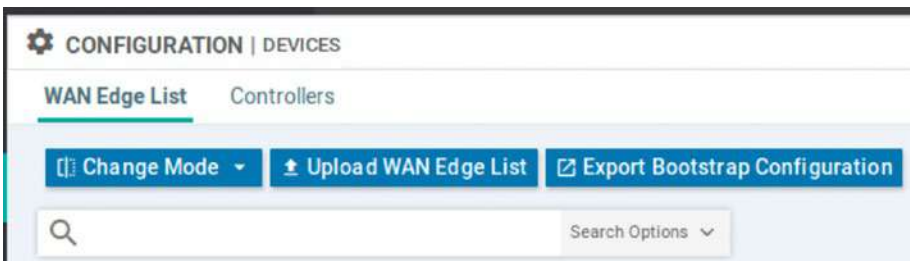 CONFIGURATION | DEVICES
WAN Edge List Controllers
Change Mode Upload WAN Edge List Export Bootstrap Configuration
Search Options